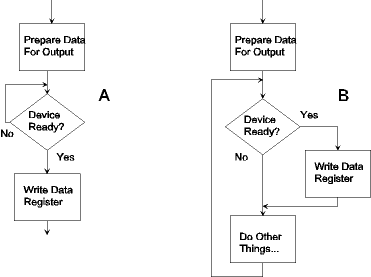 Prepare Data
For Output
A
Device
Ready?
No
Yes
Write Data
Register
Prepare Data
For Output
B
Device
Ready?
Yes
No
Write Data
Register
Do Other
Things...